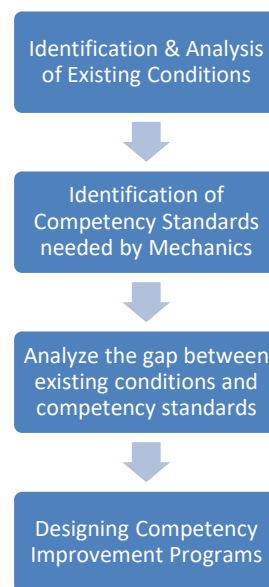 Identification & Analysis
of Existing Conditions
Identification of
Competency Standards
needed by Mechanics
Analyze the gap between
existing conditions and
competency standards
Designing Competency
Improvement Programs